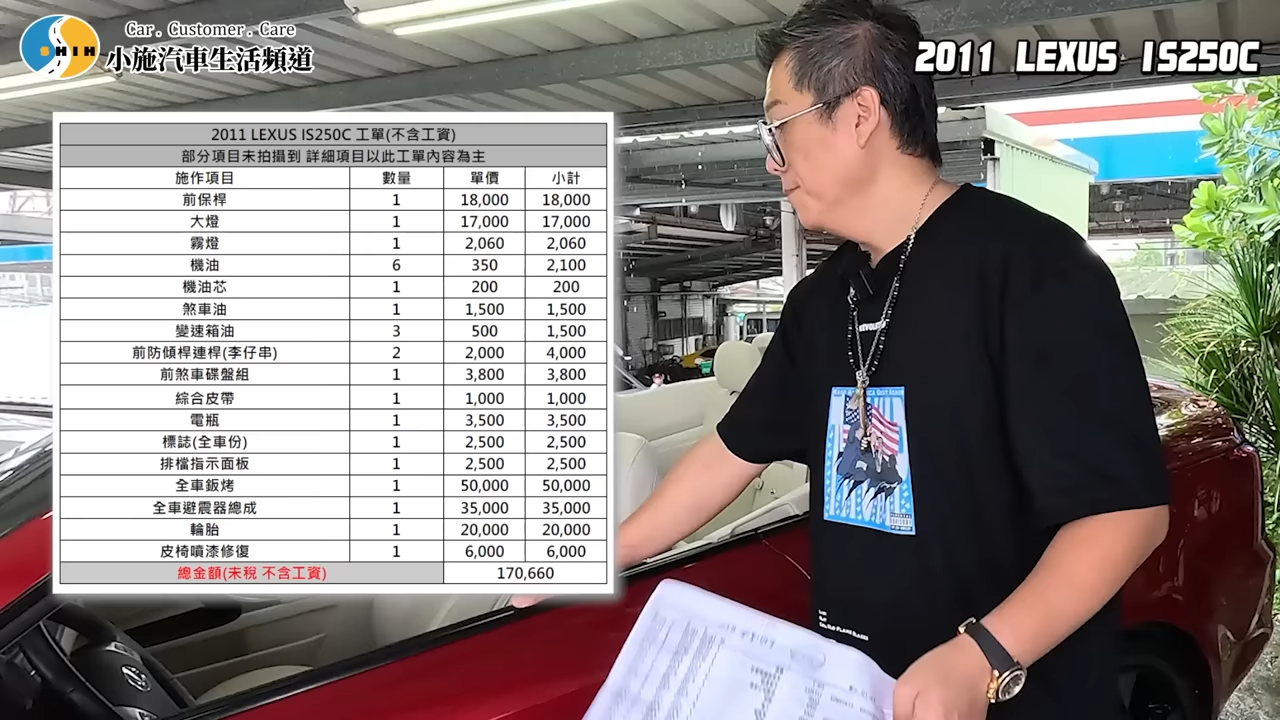 Car . Customer . Care
SHIH
小施汽車生活頻道
2011 LEXUS IS250C
2011 LEXUS IS250C 工單(不含工資)
部分項目未拍攝到 詳細項目以此工單內容為主
施作項目 數量 單價 小計
前保桿 1 18,000 18,000
大燈 1 17,000 17,000
霧燈 1 2,060 2,060
機油 6 350 2,100
機油芯 1 200 200
煞車油 1 1,500 1,500
變速箱油 3 500 1,500
前防傾桿連桿(李仔串) 2 2,000 4,000
前煞車碟盤組 1 3,800 3,800
綜合皮帶 1 1,000 1,000
電瓶 1 3,500 3,500
標誌(全車份) 1 2,500 2,500
排檔指示面板 1 2,500 2,500
全車鈑烤 1 50,000 50,000
全車避震器總成 1 35,000 35,000
輪胎 1 20,000 20,000
皮椅噴漆修復 1 6,000 6,000
總金額(未稅 不含工資) 170,660